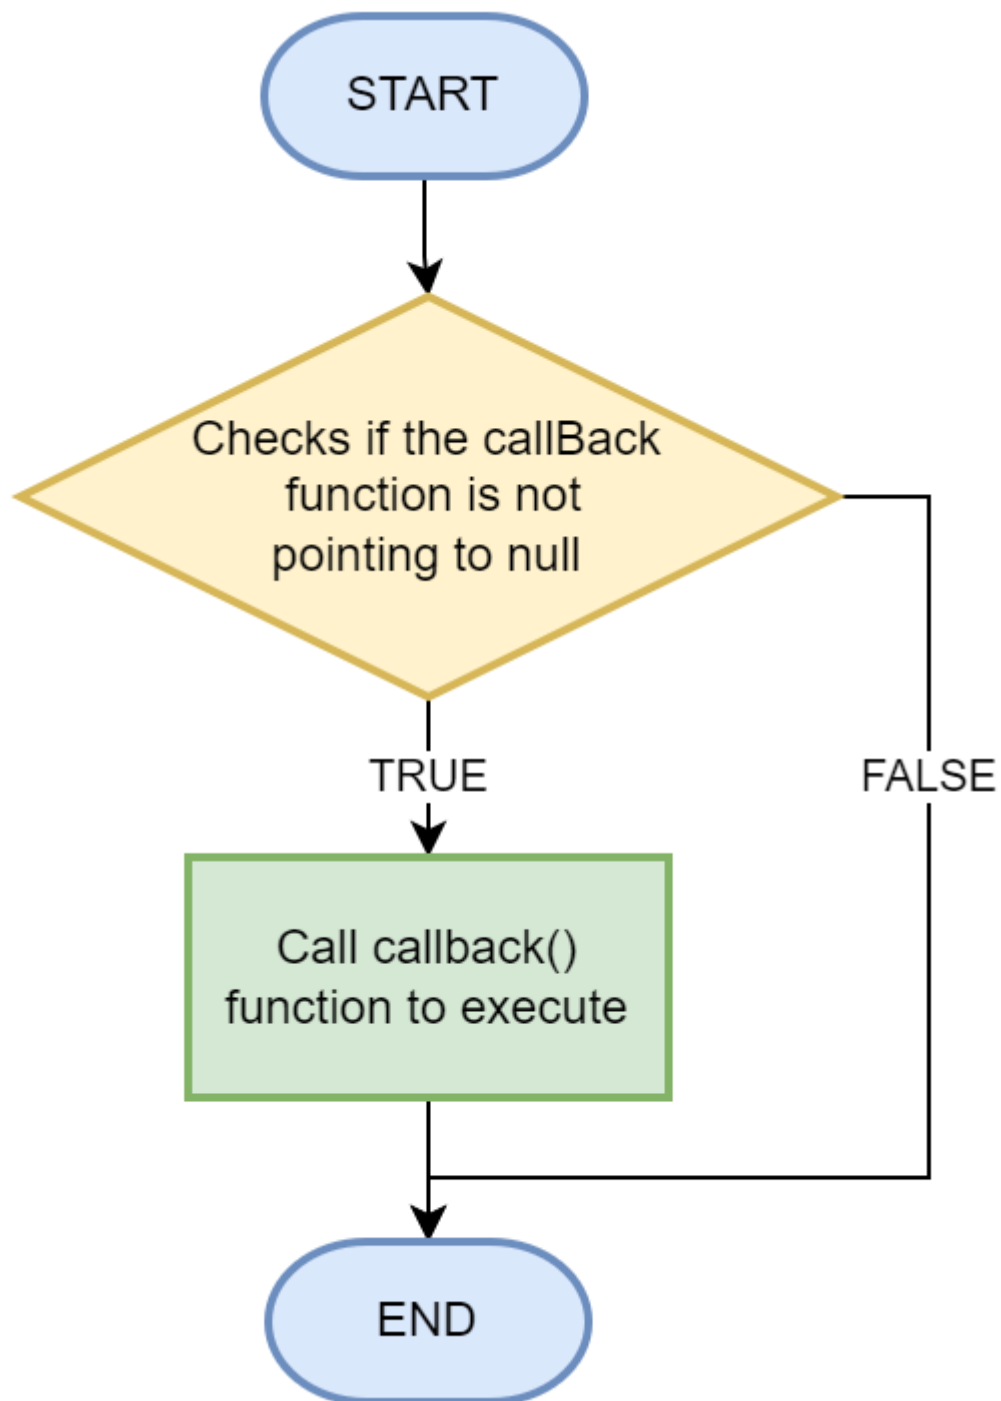 START
Checks if the callBack
function is not
pointing to null
TRUE
FALSE
Call callback()
function to execute
END